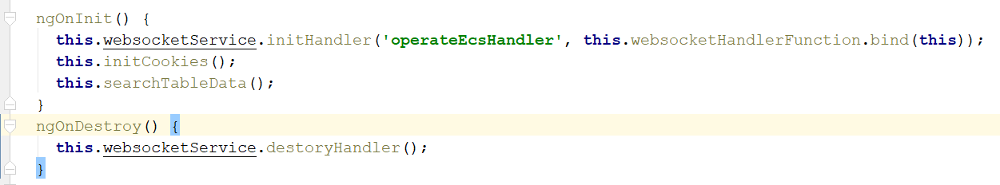 ngOnInit() {
  this.websocketService.initHandler('operateEcsHandler', this.websocketHandlerFunction.bind(this));
  this.initCookies();
  this.searchTableData();
}
ngOnDestroy() {
  this.websocketService.destoryHandler();
}